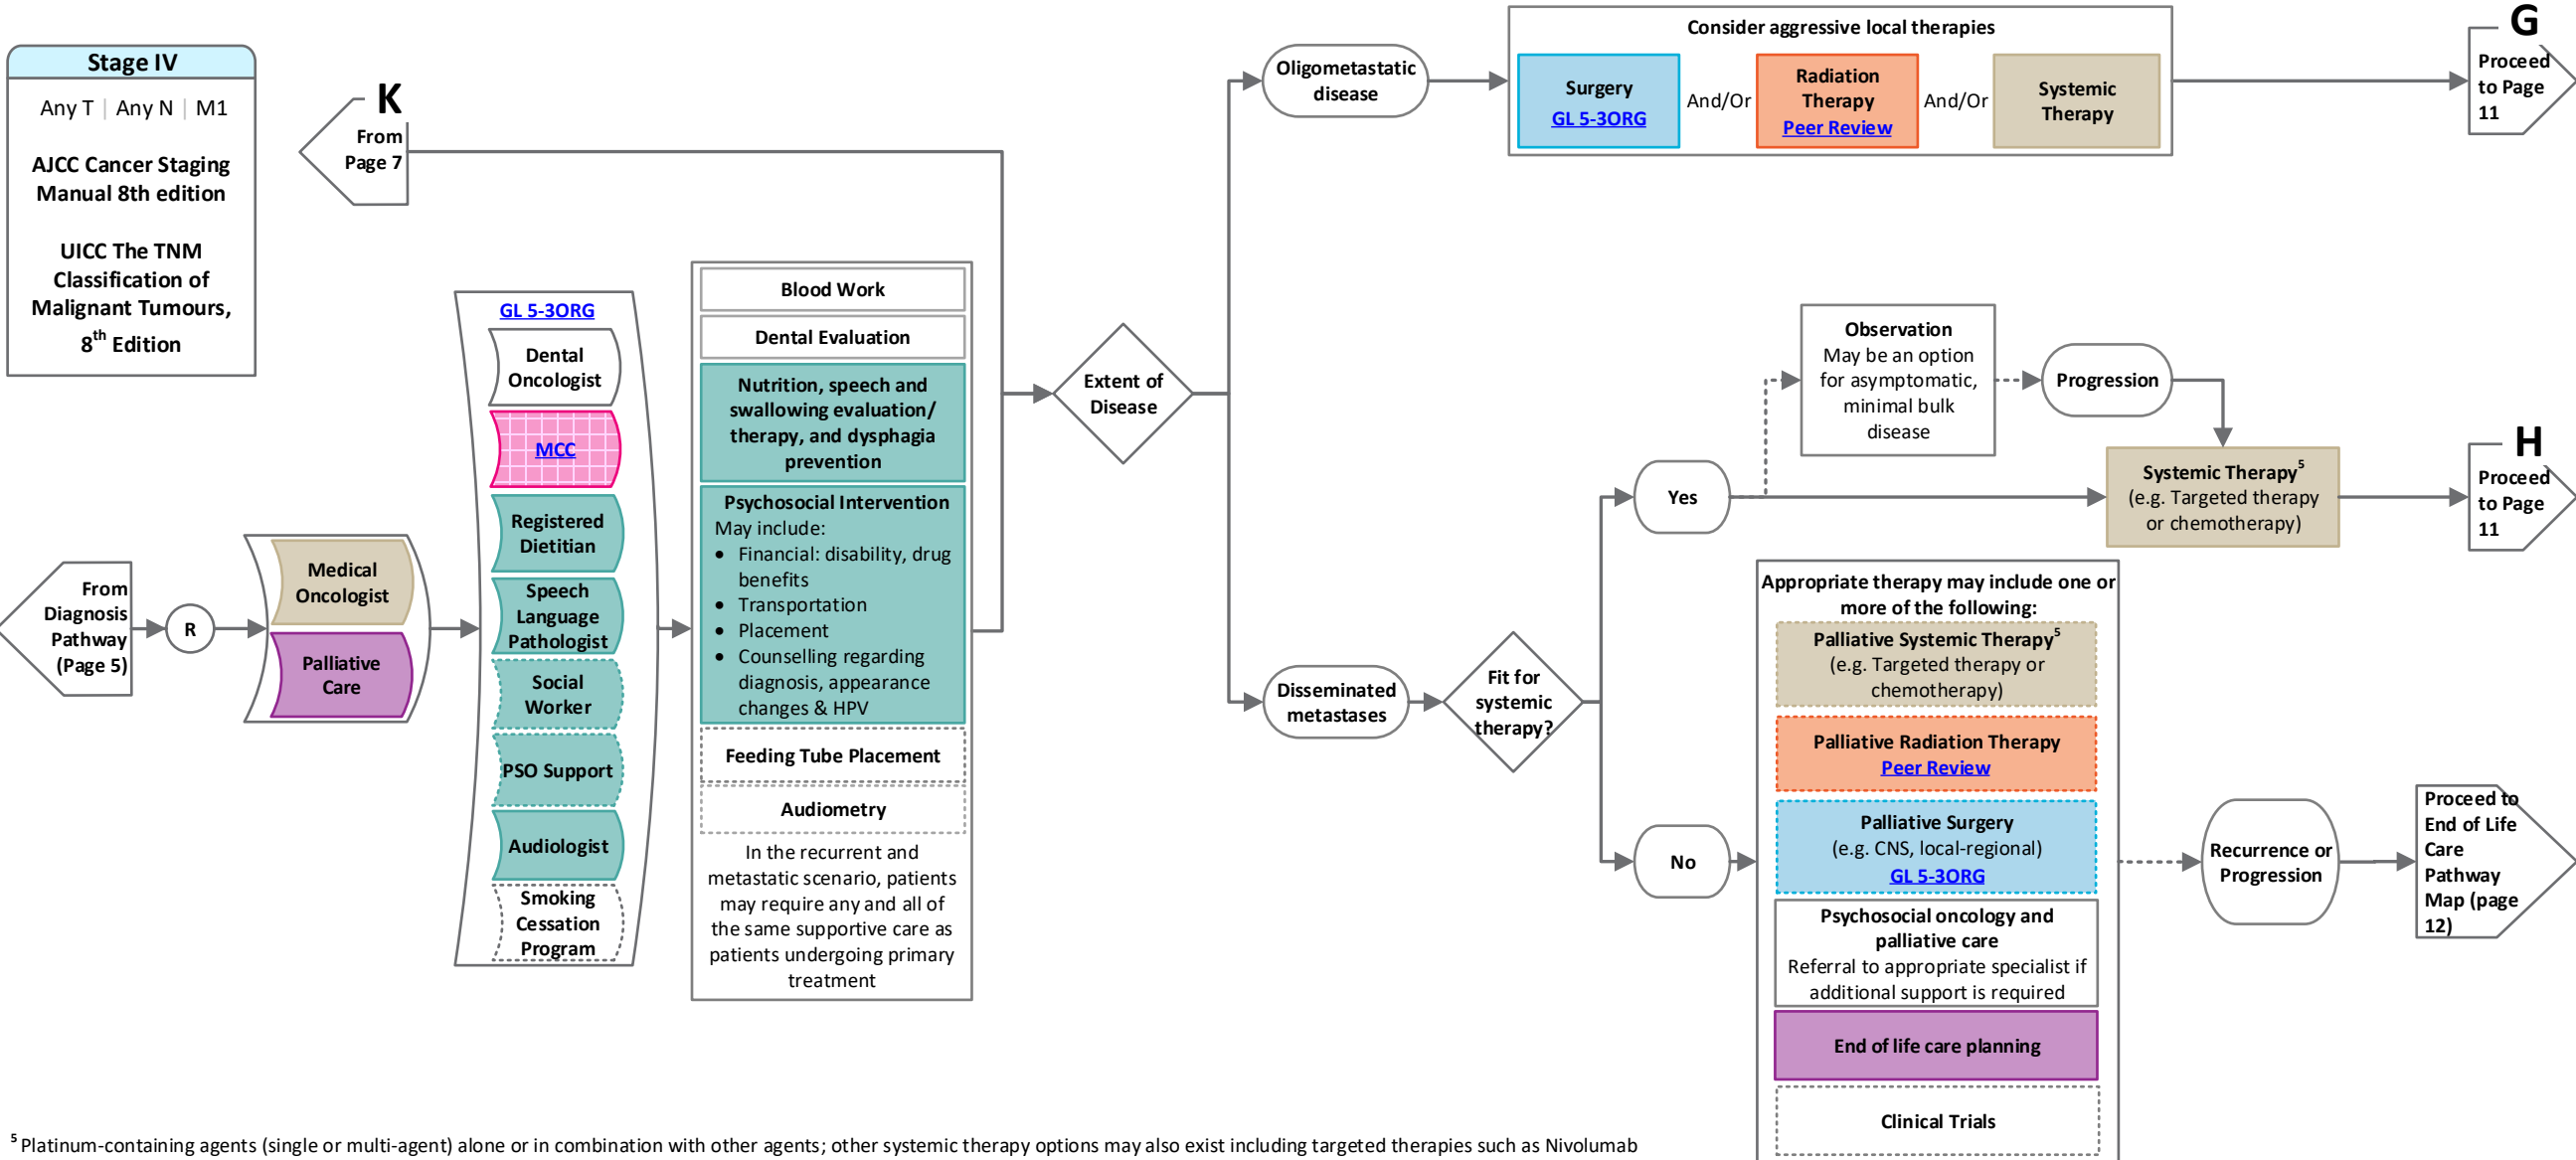 Stage IV
Any T | Any N | M1
AJCC Cancer Staging
Manual 8th edition
UICC The TNM
Classification of
Malignant Tumours,
8th Edition
K
From
Page 7
From
Diagnosis
Pathway
(Page 5)
R
Medical
Oncologist
Palliative
Care
GL 5-3ORG
Dental
Oncologist
MCC
Registered
Dietitian
Speech
Language
Pathologist
Social
Worker
PSO Support
Audiologist
Smoking
Cessation
Program
Blood Work
Dental Evaluation
Nutrition, speech and
swallowing evaluation/
therapy, and dysphagia
prevention
Psychosocial Intervention
May include:
• Financial: disability, drug
benefits
• Transportation
• Placement
• Counselling regarding
diagnosis, appearance
changes & HPV
Feeding Tube Placement
Audiometry
In the recurrent and
metastatic scenario, patients
may require any and all of
the same supportive care as
patients undergoing primary
treatment
Extent of
Disease
Oligometastatic
disease
Consider aggressive local therapies
Surgery
GL 5-3ORG
And/Or
Radiation
Therapy
Peer Review
And/Or
Systemic
Therapy
G
Proceed
to Page
11
Disseminated
metastases
Fit for
systemic
therapy?
Yes
Observation
May be an option
for asymptomatic,
minimal bulk
disease
Progression
Systemic Therapy5
(e.g. Targeted therapy
or chemotherapy)
H
Proceed
to Page
11
No
Appropriate therapy may include one or
more of the following:
Palliative Systemic Therapy5
(e.g. Targeted therapy or
chemotherapy)
Palliative Radiation Therapy
Peer Review
Palliative Surgery
(e.g. CNS, local-regional)
GL 5-3ORG
Psychosocial oncology and
palliative care
Referral to appropriate specialist if
additional support is required
End of life care planning
Clinical Trials
Recurrence or
Progression
Proceed to
End of Life
Care
Pathway
Map (page
12)
5 Platinum-containing agents (single or multi-agent) alone or in combination with other agents; other systemic therapy options may also exist including targeted therapies such as Nivolumab